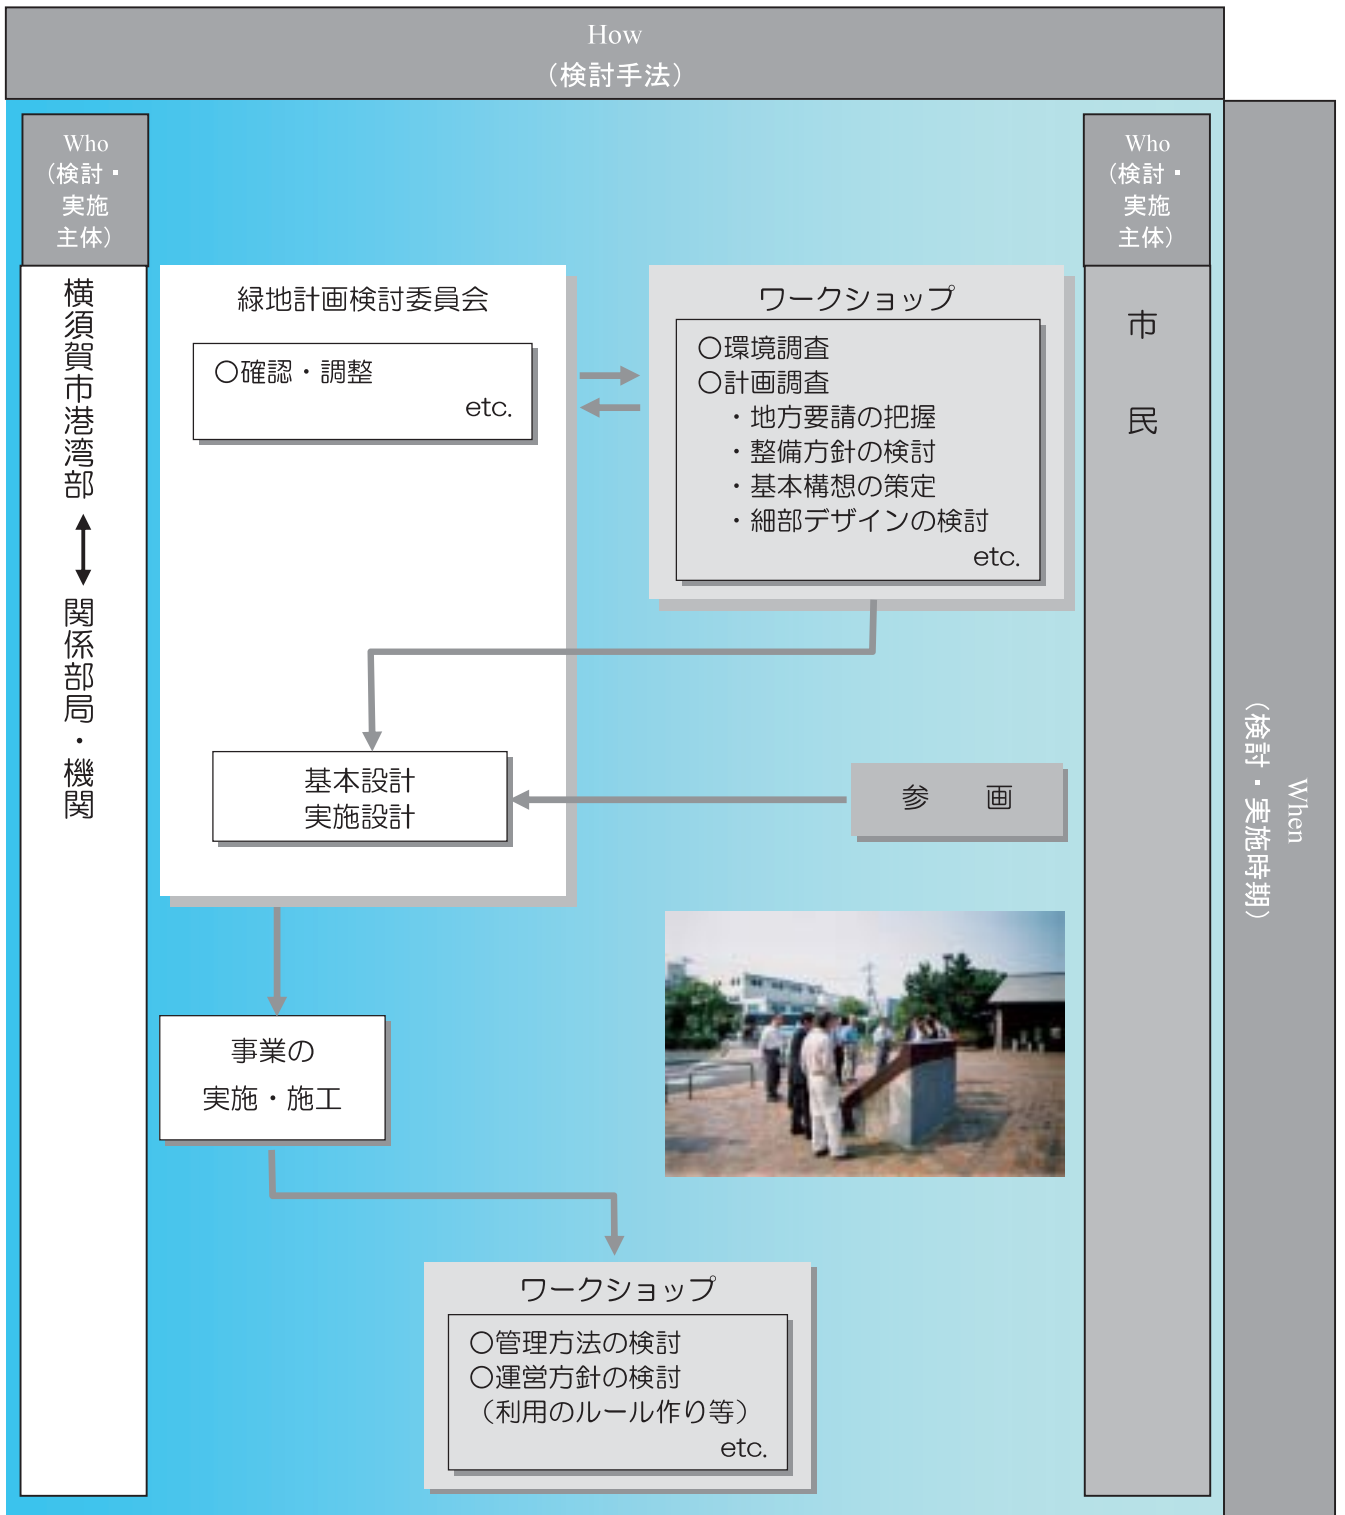 How
（検討手法）
Who
（検討・
実施
主体）
Who
（検討・
実施
主体）
横須賀市港湾部
関係部局・機関
緑地計画検討委員会
〇確認・調整
etc.
ワークショップ
〇環境調査
〇計画調査
・地方要請の把握
・整備方針の検討
・基本構想の策定
・細部デザインの検討
etc.
市民
When
（検討・実施時期）
基本設計
実施設計
参　画
事業の
実施・施工
ワークショップ
〇管理方法の検討
〇運営方針の検討
（利用のルール作り等）
etc.